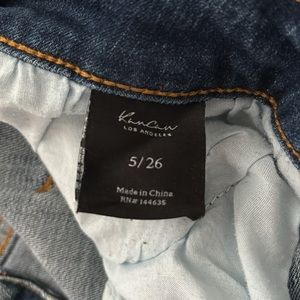 KanCan
LOS ANGELES
5/26
Made in China
RN# 144635